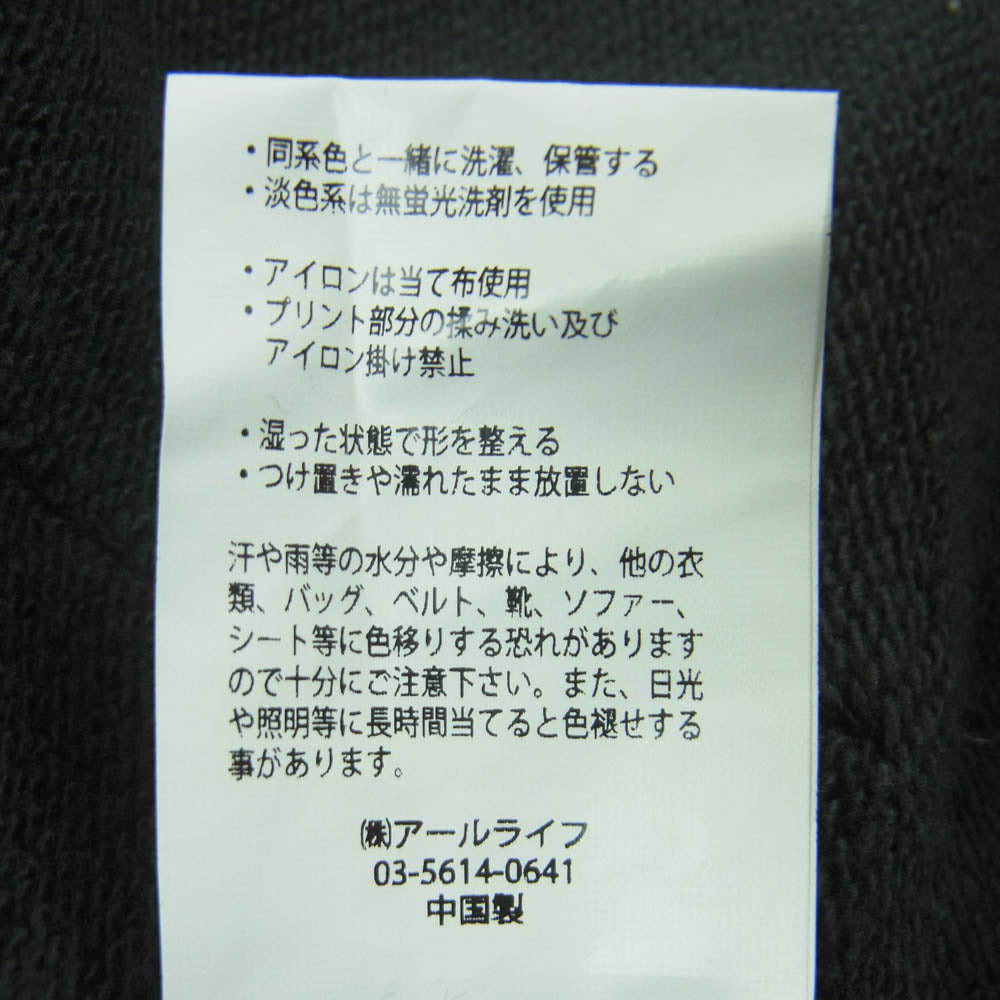 ・同系色と一緒に洗濯、保管する
・淡色系は無蛍光洗剤を使用
・アイロンは当て布使用
・プリント部分の揉み洗い及び
アイロン掛け禁止
・湿った状態で形を整える
・つけ置きや濡れたまま放置しない
汗や雨等の水分や摩擦により、他の衣
類、バッグ、ベルト、靴、ソファー、
シート等に色移りする恐れがあります
ので十分にご注意下さい。また、日光
や照明等に長時間当てると色褪せする
事があります。
㈱アールライフ
03-5614-0641
中国製